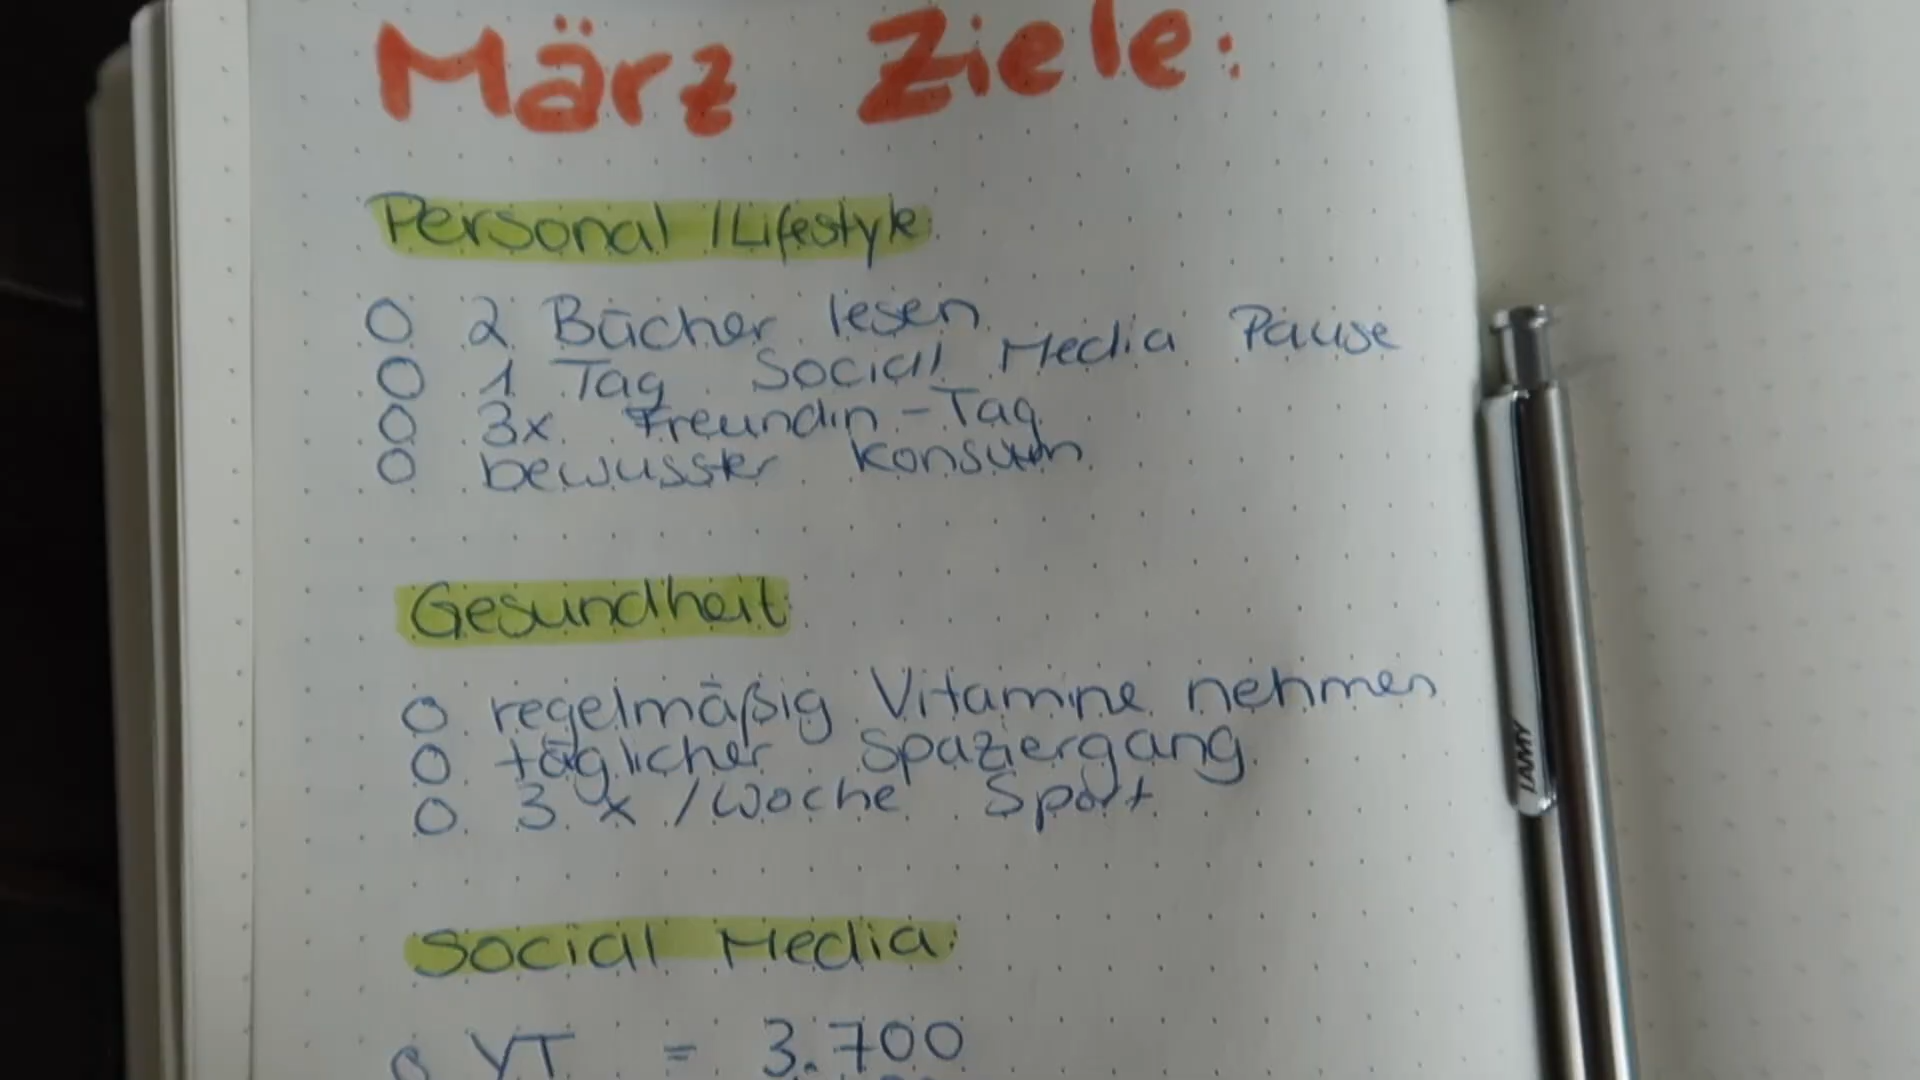 März Ziele:
Personal / Lifestyle
O 2 Bücher lesen
O 1 Tag Social Media Pause
O 3x Freundin-Tag
O bewusster Konsum
Gesundheit
O regelmäßig Vitamine nehmen
O täglicher Spaziergang
O 3x/Woche Sport
Social Media
O YT = 3.700
LAMY